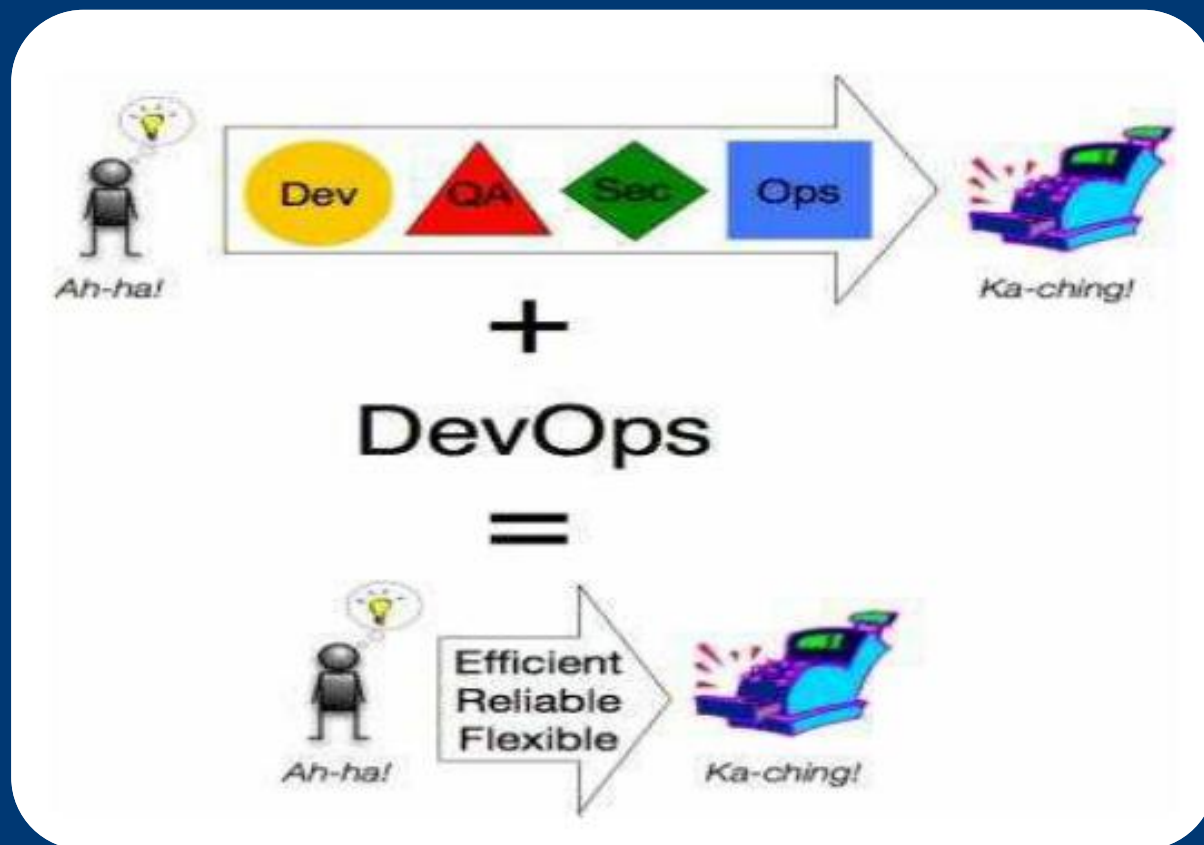 Dev QA Sec Ops
Ah-ha!
Ka-ching!
+
DevOps
=
Efficient
Reliable
Flexible
Ah-ha!
Ka-ching!